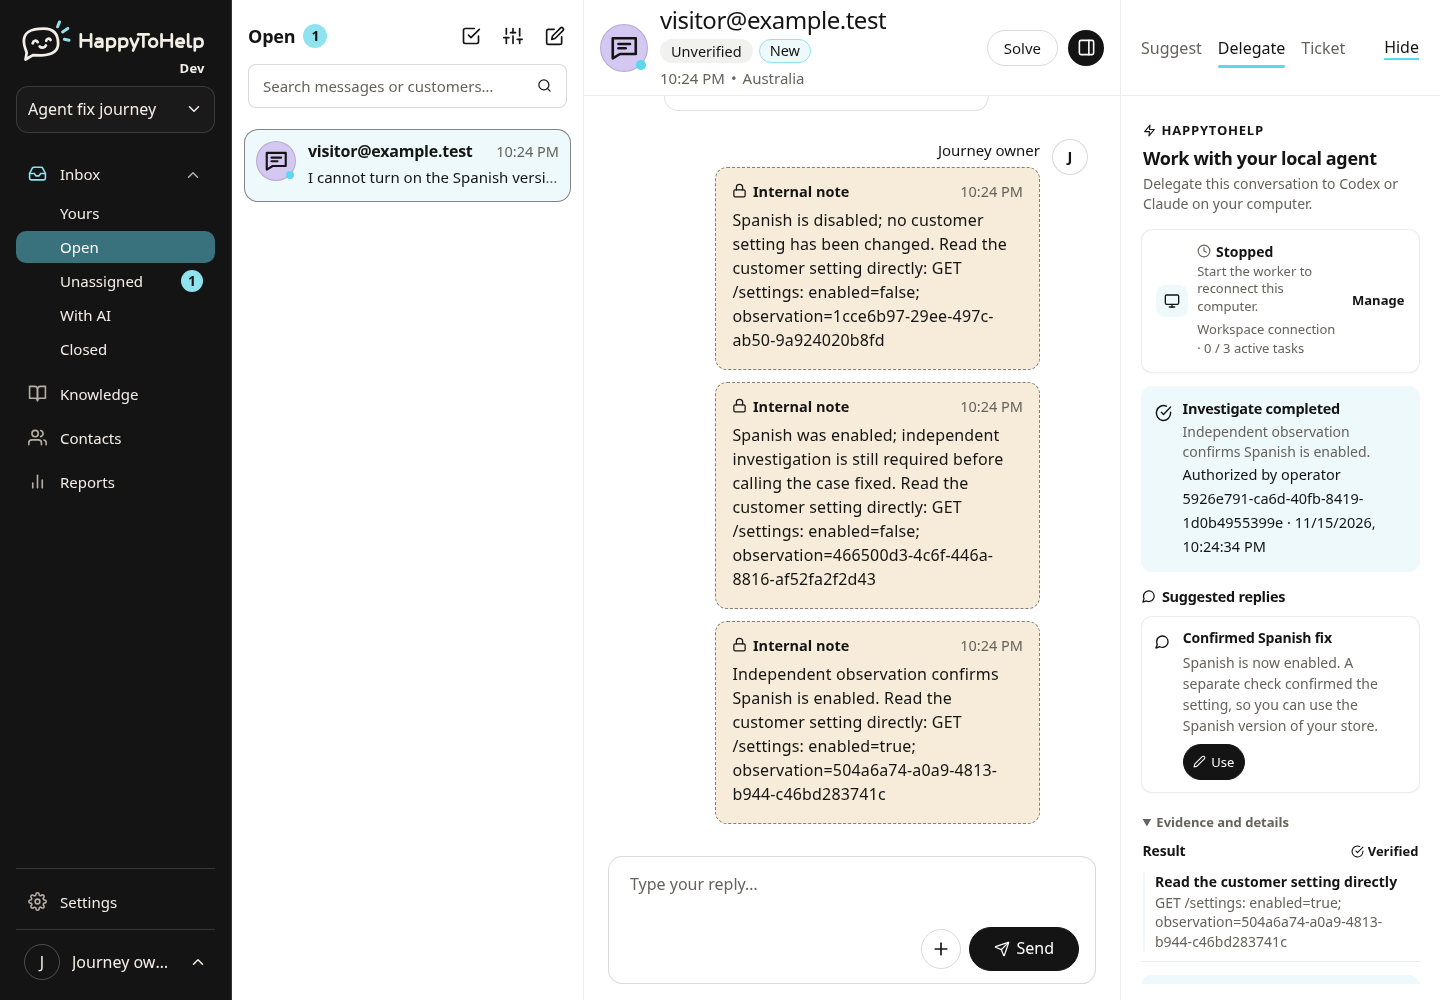 HappyToHelp
Dev
Agent fix journey
Inbox
Yours
Open
Unassigned 1
With AI
Closed
Knowledge
Contacts
Reports
Settings
J Journey ow...
Open 1
Search messages or customers...
visitor@example.test 10:24 PM
I cannot turn on the Spanish versi...
visitor@example.test
Unverified New
10:24 PM • Australia
Solve
Journey owner
J
Internal note 10:24 PM
Spanish is disabled; no customer
setting has been changed. Read the
customer setting directly: GET
/settings: enabled=false;
observation=1cce6b97-29ee-497c-
ab50-9a924020b8fd
Internal note 10:24 PM
Spanish was enabled; independent
investigation is still required before
calling the case fixed. Read the
customer setting directly: GET
/settings: enabled=false;
observation=466500d3-4c6f-446a-
8816-af52fa2f2d43
Internal note 10:24 PM
Independent observation confirms
Spanish is enabled. Read the
customer setting directly: GET
/settings: enabled=true;
observation=504a6a74-a0a9-4813-
b944-c46bd283741c
Type your reply...
Send
Suggest Delegate Ticket Hide
HAPPYTOHELP
Work with your local agent
Delegate this conversation to Codex or
Claude on your computer.
Stopped
Start the worker to
reconnect this
computer.
Manage
Workspace connection
· 0 / 3 active tasks
Investigate completed
Independent observation
confirms Spanish is enabled.
Authorized by operator
5926e791-ca6d-40fb-8419-
1d0b4955399e · 11/15/2026,
10:24:34 PM
Suggested replies
Confirmed Spanish fix
Spanish is now enabled. A
separate check confirmed the
setting, so you can use the
Spanish version of your store.
Use
Evidence and details
Result Verified
Read the customer setting directly
GET /settings: enabled=true;
observation=504a6a74-a0a9-4813-
b944-c46bd283741c